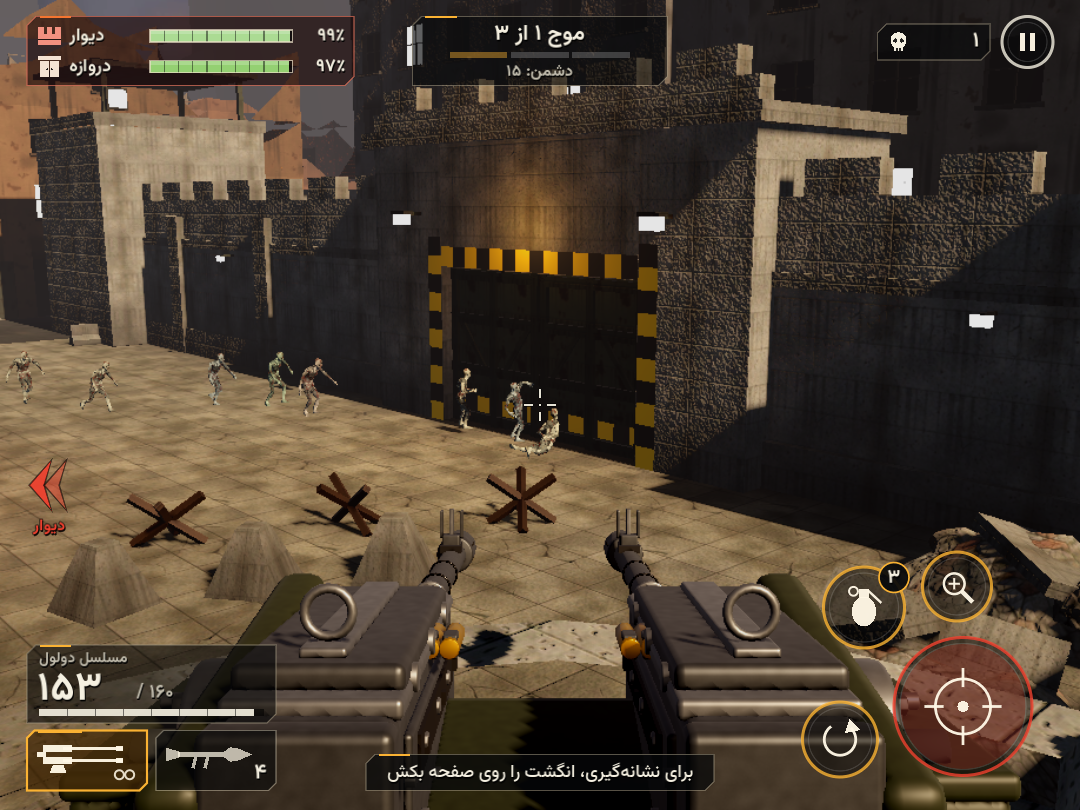 دیوار ۹۹٪
دروازه ۹۷٪
موج ۱ از ۳
دشمن: ۱۵
۱
دیوار
۳
مسلسل دولول
۱۵۳ / ۱۶۰
∞
۴
برای نشانه‌گیری، انگشت را روی صفحه بکش